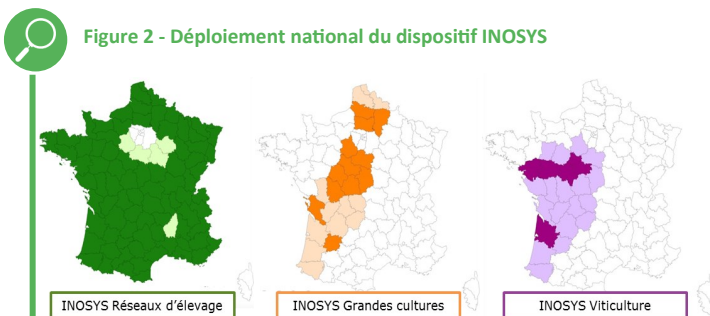 Figure 2 - Déploiement national du dispositif INOSYS
INOSYS Réseaux d’élevage
INOSYS Grandes cultures
INOSYS Viticulture